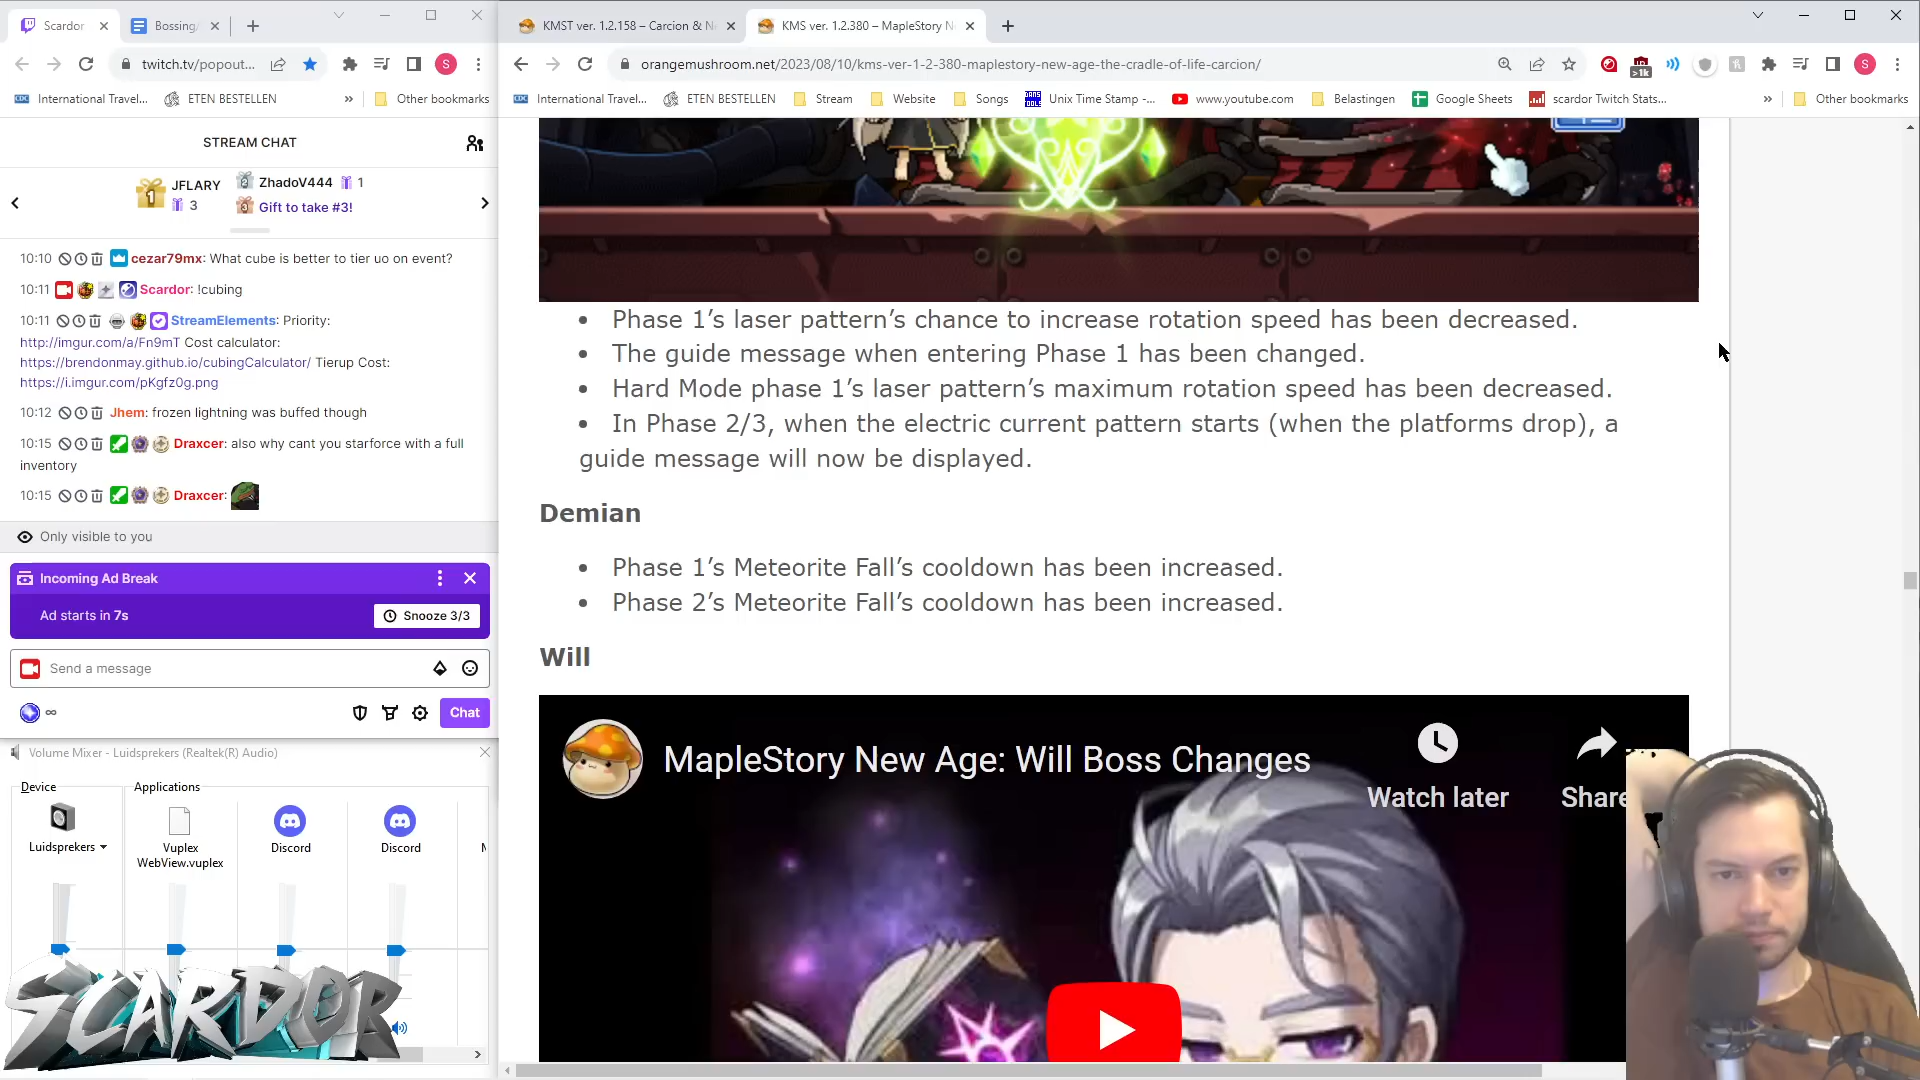 Scardor
Bossing/
KMST ver. 1.2.158 – Carcion & N
KMS ver. 1.2.380 – MapleStory N
twitch.tv/popout...
orangemushroom.net/2023/08/10/kms-ver-1-2-380-maplestory-new-age-the-cradle-of-life-carcion/
>1k
International Travel...
ETEN BESTELLEN
»
Other bookmarks
International Travel...
ETEN BESTELLEN
Stream
Website
Songs
Unix Time Stamp -...
www.youtube.com
Belastingen
Google Sheets
scardor Twitch Stats...
»
Other bookmarks
STREAM CHAT
1 JFLARY 3
2 ZhadoV444 1
3 Gift to take #3!
10:10 cezar79mx: What cube is better to tier uo on event?
10:11 Scardor: !cubing
10:11 StreamElements: Priority:
http://imgur.com/a/Fn9mT Cost calculator:
https://brendonmay.github.io/cubingCalculator/ Tierup Cost:
https://i.imgur.com/pKgfz0g.png
10:12 Jhem: frozen lightning was buffed though
10:15 Draxcer: also why cant you starforce with a full
inventory
10:15 Draxcer:
Only visible to you
Incoming Ad Break
Ad starts in 7s
Snooze 3/3
Send a message
∞
Chat
Volume Mixer - Luidsprekers (Realtek(R) Audio)
Device
Applications
Luidsprekers
Vuplex
WebView.vuplex
Discord
Discord
SCARDOR
• Phase 1’s laser pattern’s chance to increase rotation speed has been decreased.
• The guide message when entering Phase 1 has been changed.
• Hard Mode phase 1’s laser pattern’s maximum rotation speed has been decreased.
• In Phase 2/3, when the electric current pattern starts (when the platforms drop), a
guide message will now be displayed.
Demian
• Phase 1’s Meteorite Fall’s cooldown has been increased.
• Phase 2’s Meteorite Fall’s cooldown has been increased.
Will
MapleStory New Age: Will Boss Changes
Watch later
Share